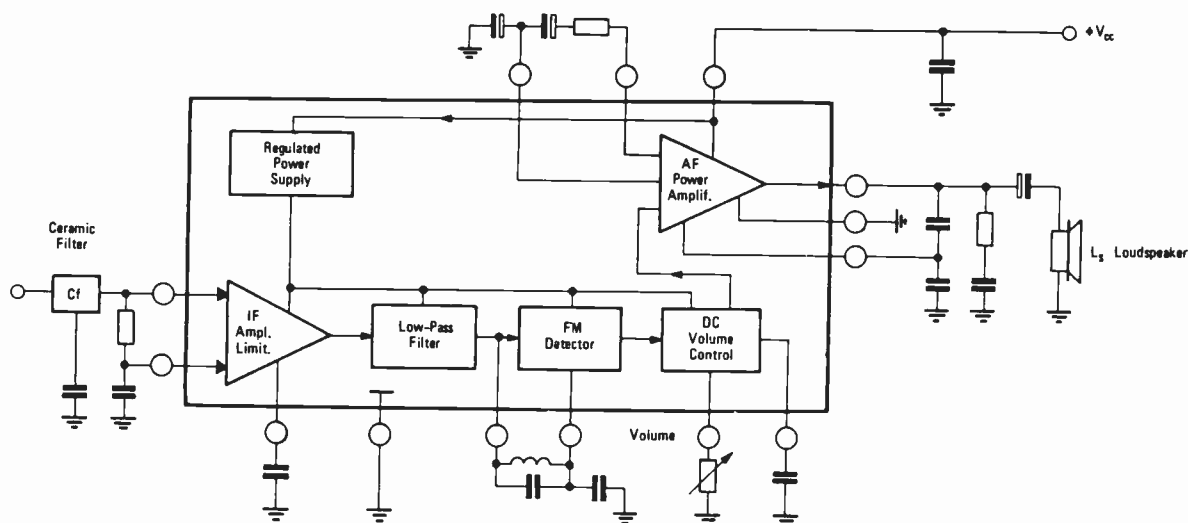 +V_cc
Regulated
Power
Supply
AF
Power
Amplif.
Ceramic
Filter
Cf
L_s Loudspeaker
IF
Ampl.
Limit.
Low-Pass
Filter
FM
Detector
DC
Volume
Control
Volume